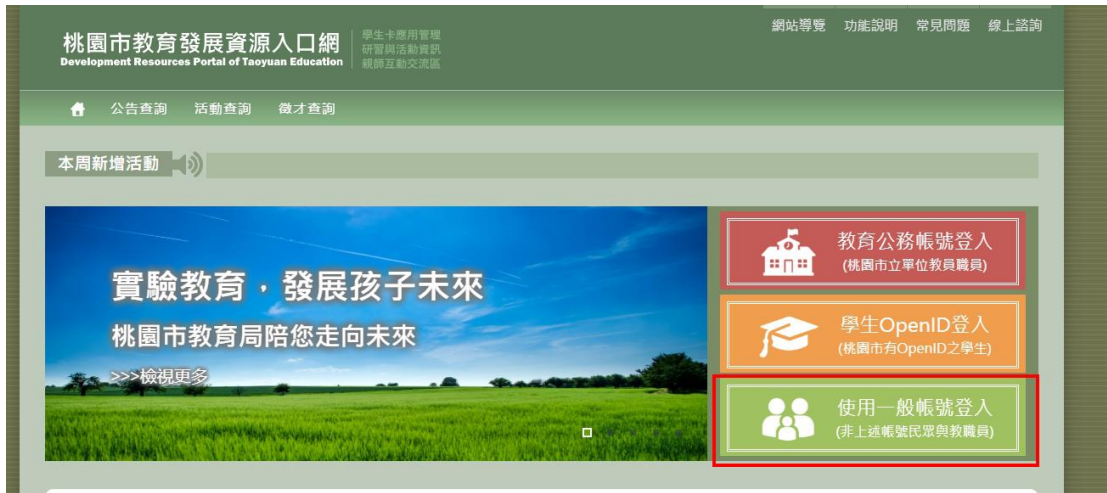 網站導覽 功能說明 常見問題 線上諮詢
桃園市教育發展資源入口網
Development Resources Portal of Taoyuan Education
學生卡應用管理
研習與活動資訊
親師互動交流區
公告查詢 活動查詢 徵才查詢
本周新增活動
實驗教育，發展孩子未來
桃園市教育局陪您走向未來
>>>檢視更多
教育公務帳號登入
(桃園市立單位教員職員)
學生OpenID登入
(桃園市有OpenID之學生)
使用一般帳號登入
(非上述帳號民眾與教職員)